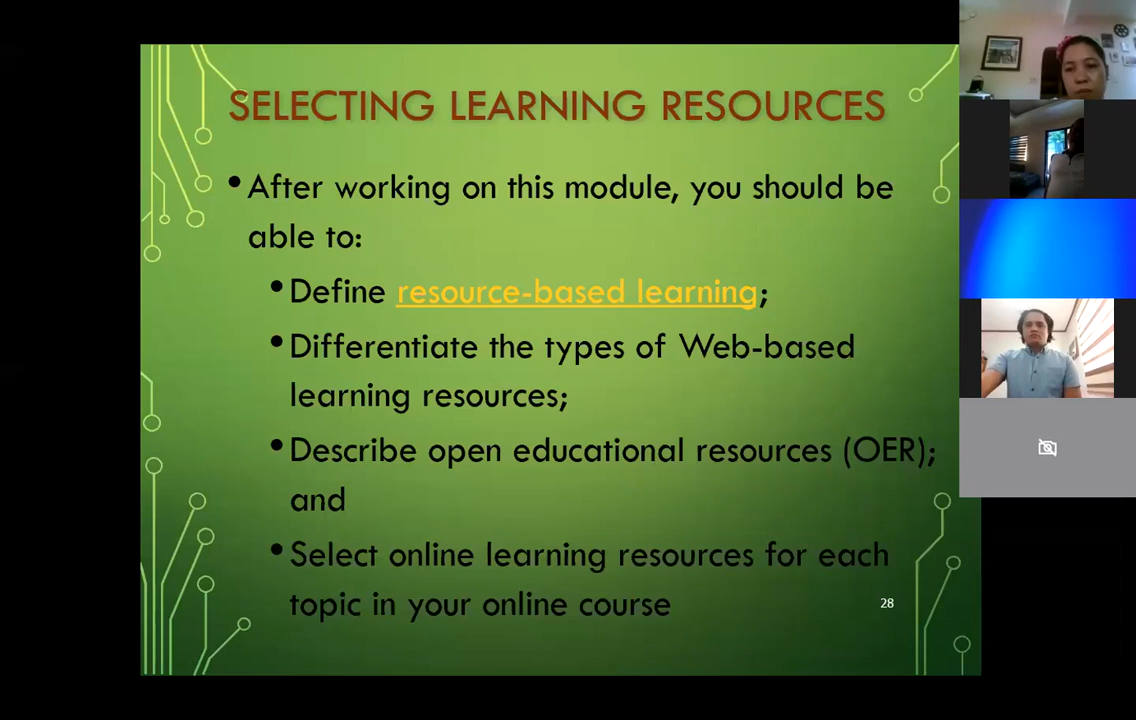 SELECTING LEARNING RESOURCES
• After working on this module, you should be
able to:
• Define resource-based learning;
• Differentiate the types of Web-based
learning resources;
• Describe open educational resources (OER);
and
• Select online learning resources for each
topic in your online course
28